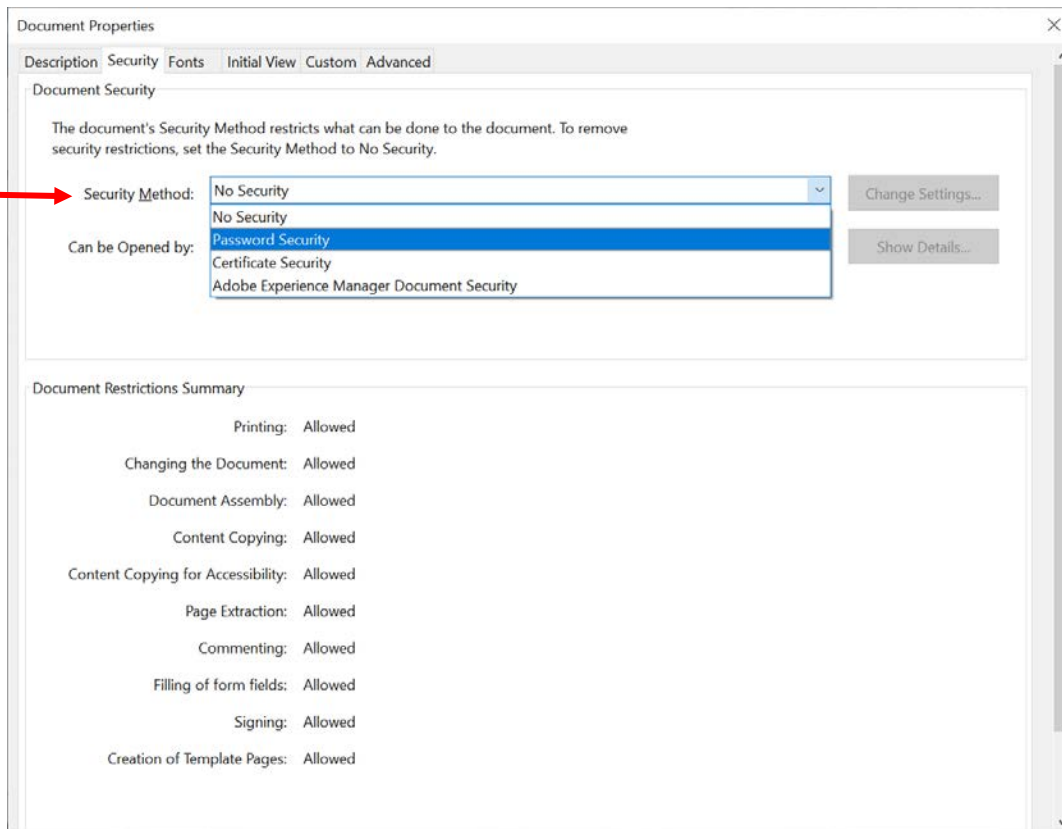 Document Properties
Description Security Fonts Initial View Custom Advanced
Document Security
The document's Security Method restricts what can be done to the document. To remove
security restrictions, set the Security Method to No Security.
Security Method: No Security Change Settings...
No Security
Can be Opened by: Password Security Show Details...
Certificate Security
Adobe Experience Manager Document Security
Document Restrictions Summary
Printing: Allowed
Changing the Document: Allowed
Document Assembly: Allowed
Content Copying: Allowed
Content Copying for Accessibility: Allowed
Page Extraction: Allowed
Commenting: Allowed
Filling of form fields: Allowed
Signing: Allowed
Creation of Template Pages: Allowed